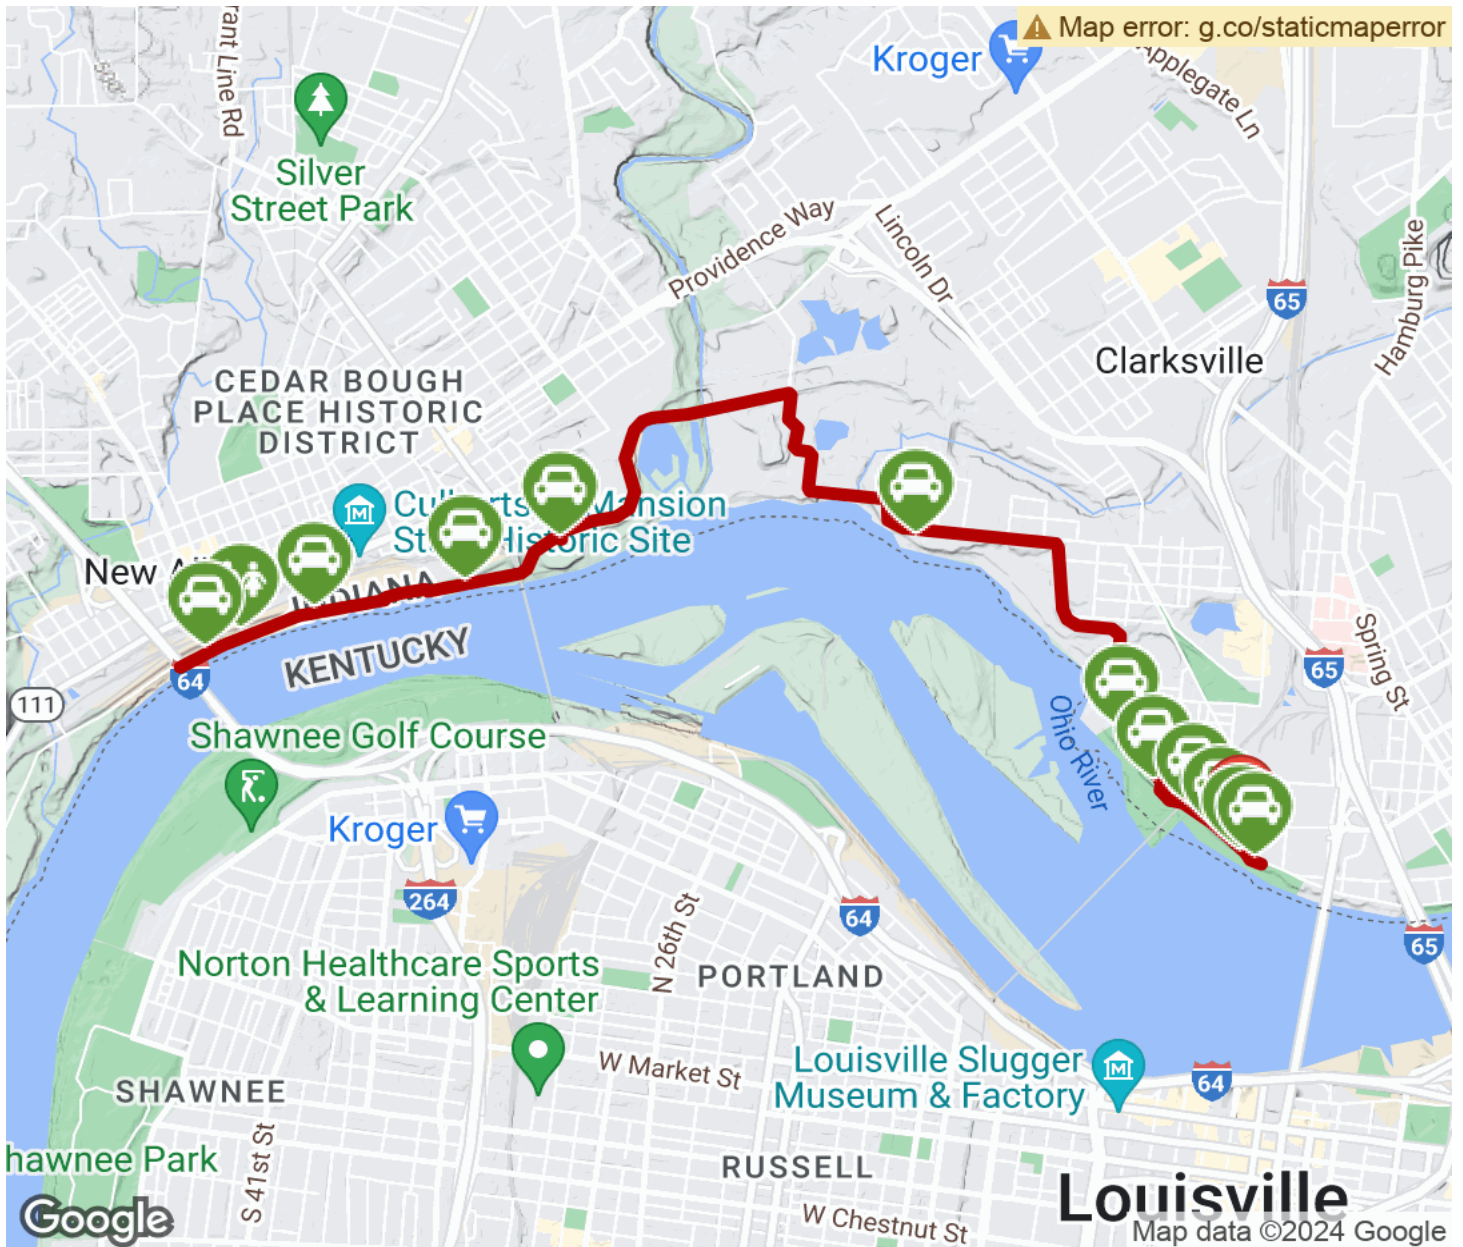 Map error: g.co/staticmaperror
Kroger
Applegate Ln
rant Line Rd
Silver
Street Park
Providence Way
Lincoln Dr
65
Hamburg Pike
Clarksville
CEDAR BOUGH
PLACE HISTORIC
DISTRICT
Mansion
Historic Site
New
INDIANA
KENTUCKY
64
111
Spring St
65
Ohio River
Shawnee Golf Course
Kroger
264
64
65
N 26th St
Norton Healthcare Sports
& Learning Center
PORTLAND
W Market St
Louisville Slugger
Museum & Factory
64
SHAWNEE
S 41st St
hawnee Park
RUSSELL
Louisville
W Chestnut St
Google
Map data ©2024 Google